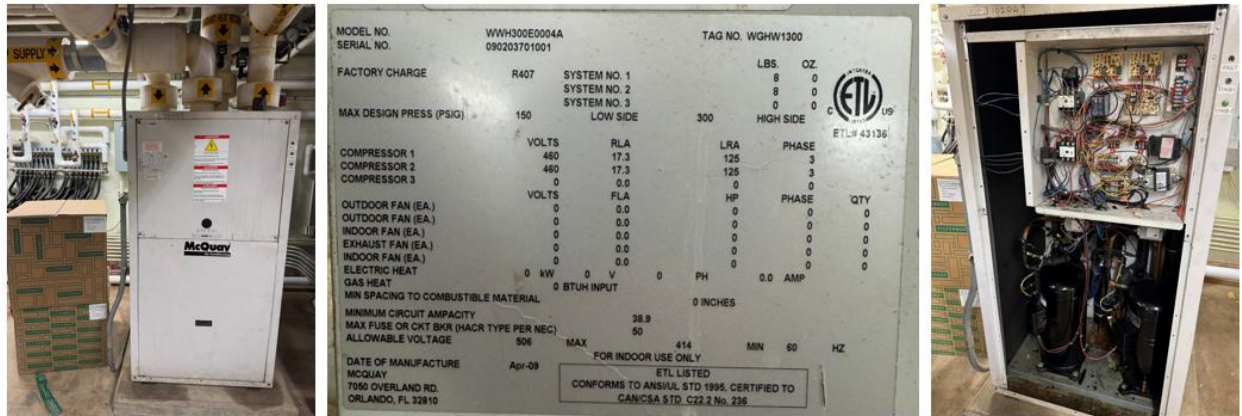 SUPPLY
McQuay
MODEL NO. WWH300E0004A TAG NO. WGHW1300
SERIAL NO. 090203701001
LBS. OZ.
FACTORY CHARGE R407 SYSTEM NO. 1 8 0
SYSTEM NO. 2 8 0
SYSTEM NO. 3 0 0
MAX DESIGN PRESS (PSIG) 150 LOW SIDE 300 HIGH SIDE
INTERTEK
ETL
C US
ETL# 43136
VOLTS RLA LRA PHASE
COMPRESSOR 1 460 17.3 125 3
COMPRESSOR 2 460 17.3 125 3
COMPRESSOR 3 0 0.0 0 0
VOLTS FLA HP PHASE QTY
OUTDOOR FAN (EA.) 0 0.0 0 0 0
OUTDOOR FAN (EA.) 0 0.0 0 0 0
INDOOR FAN (EA.) 0 0.0 0 0 0
EXHAUST FAN (EA.) 0 0.0 0 0 0
INDOOR FAN (EA.) 0 0.0 0 0 0
ELECTRIC HEAT 0 kW 0 V 0 PH 0.0 AMP
GAS HEAT 0 BTUH INPUT
MIN SPACING TO COMBUSTIBLE MATERIAL 0 INCHES
MINIMUM CIRCUIT AMPACITY 38.9
MAX FUSE OR CKT BKR (HACR TYPE PER NEC) 50
ALLOWABLE VOLTAGE 506 MAX 414 MIN 60 HZ
FOR INDOOR USE ONLY
DATE OF MANUFACTURE Apr-09
MCQUAY
7050 OVERLAND RD.
ORLANDO, FL 32810
ETL LISTED
CONFORMS TO ANSI/UL STD 1995, CERTIFIED TO
CAN/CSA STD C22.2 No. 236